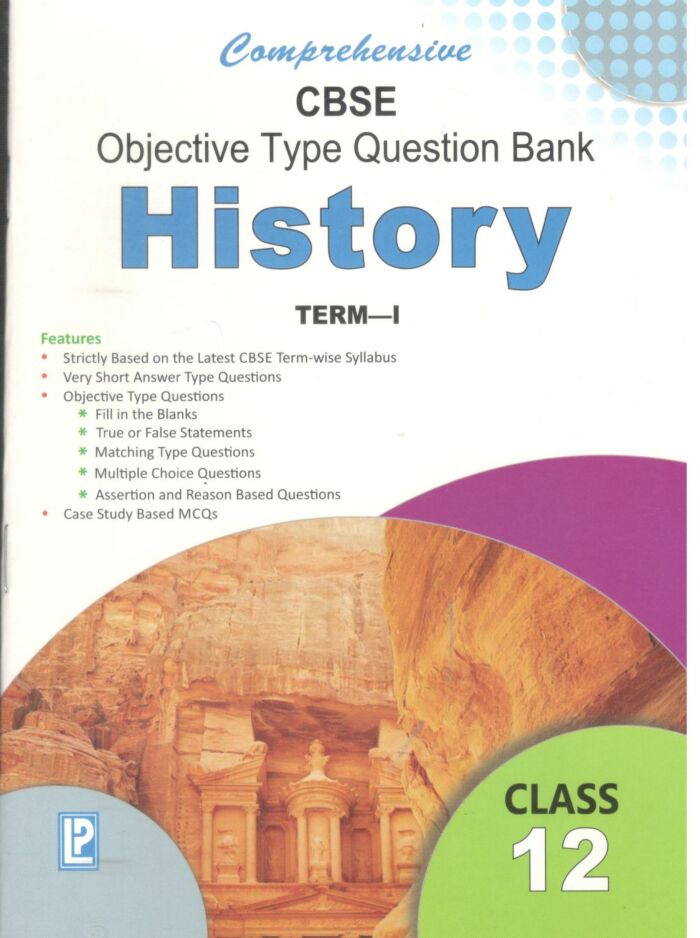 Comprehensive
CBSE
Objective Type Question Bank
History
TERM—I
Features
• Strictly Based on the Latest CBSE Term-wise Syllabus
• Very Short Answer Type Questions
• Objective Type Questions
* Fill in the Blanks
* True or False Statements
* Matching Type Questions
* Multiple Choice Questions
* Assertion and Reason Based Questions
• Case Study Based MCQs
CLASS
12
LP